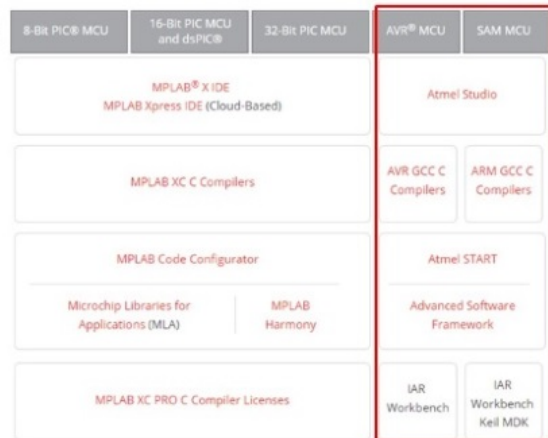 8-Bit PIC® MCU
16-Bit PIC MCU
and dsPIC®
32-Bit PIC MCU
AVR® MCU
SAM MCU
MPLAB® X IDE
MPLAB Xpress IDE (Cloud-Based)
Atmel Studio
MPLAB XC C Compilers
AVR GCC C
Compilers
ARM GCC C
Compilers
MPLAB Code Configurator
Atmel START
Microchip Libraries for
Applications (MLA)
MPLAB
Harmony
Advanced Software
Framework
MPLAB XC PRO C Compiler Licenses
IAR
Workbench
IAR
Workbench
Keil MDK